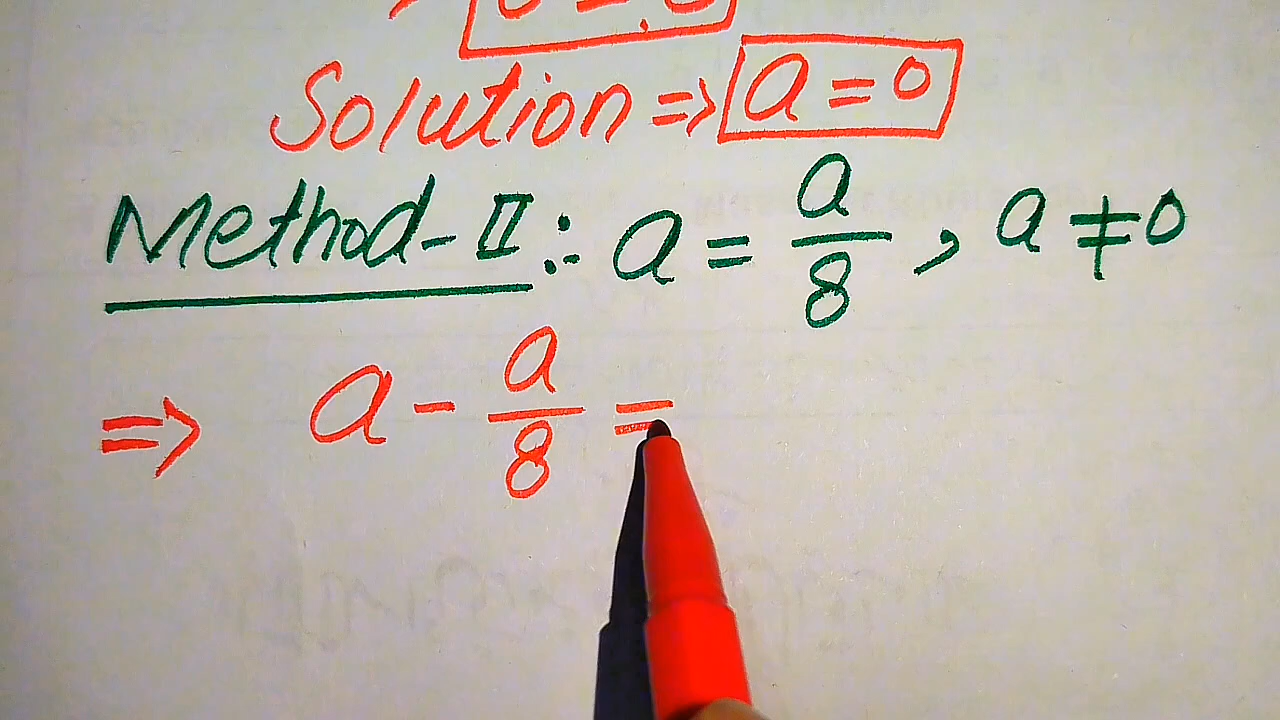 Solution ⇒ a = 0
Method-II:- a = a/8 , a ≠ 0
⇒ a - a/8 =